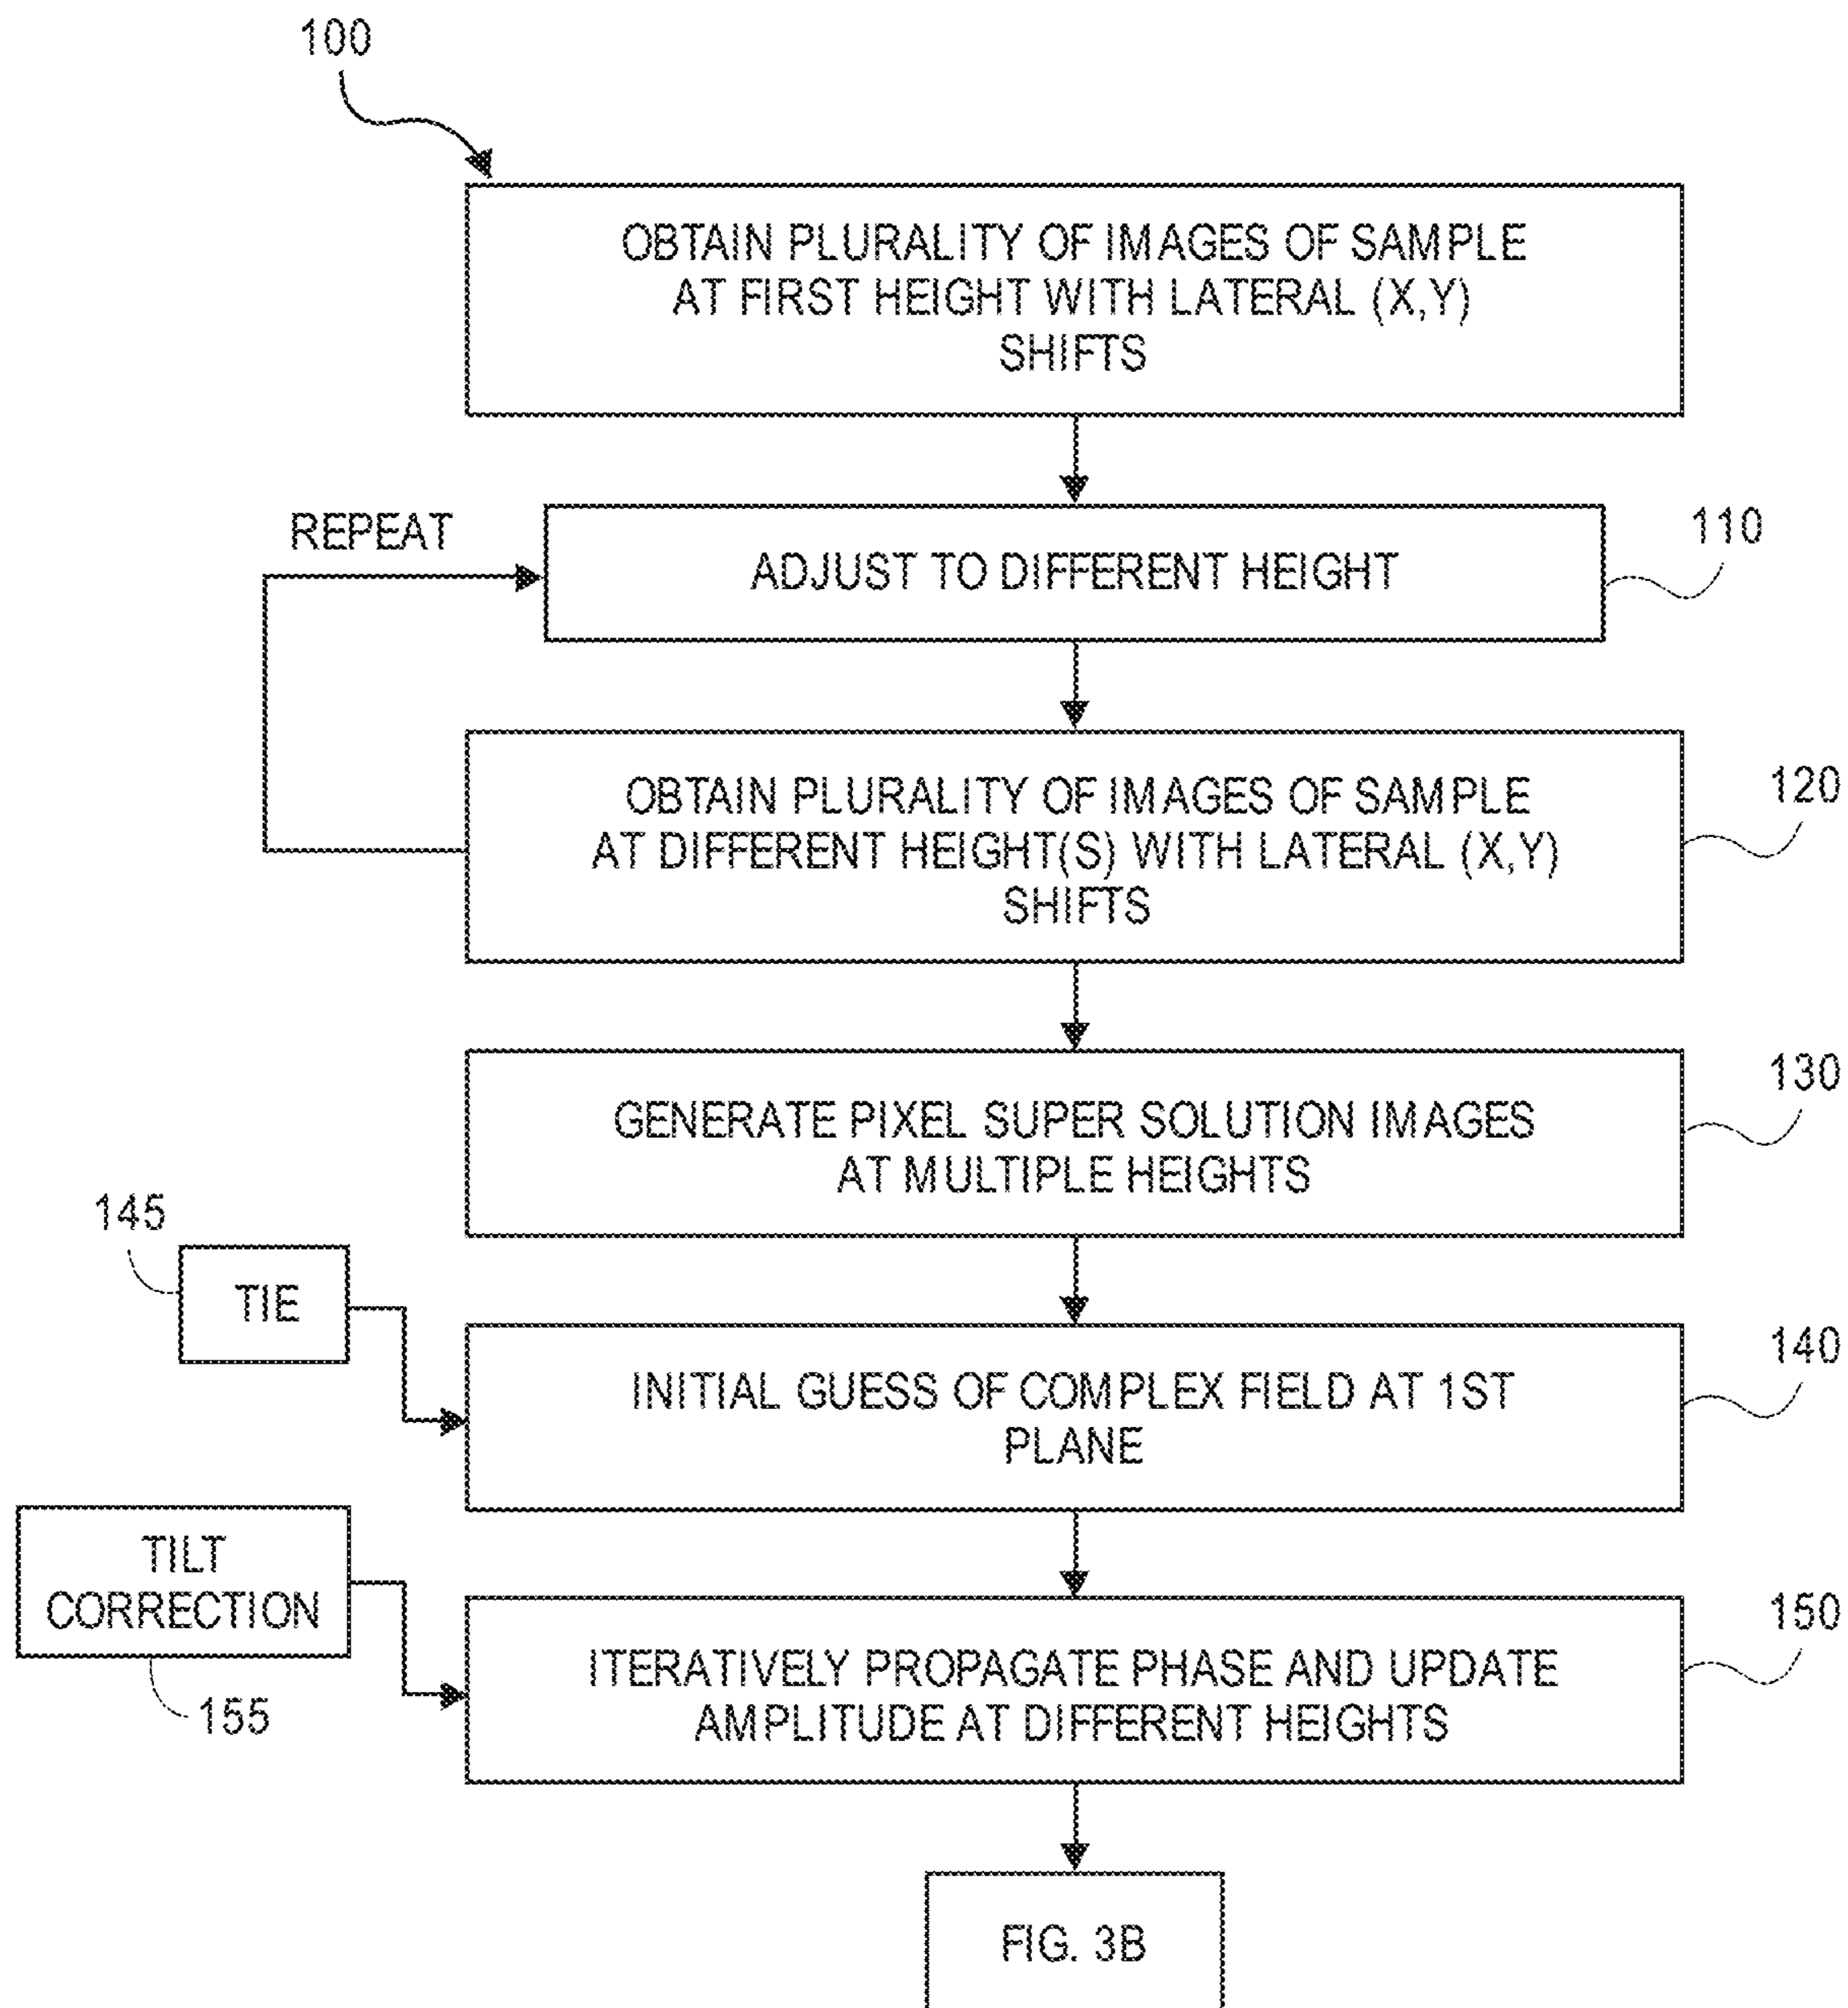 100
OBTAIN PLURALITY OF IMAGES OF SAMPLE
AT FIRST HEIGHT WITH LATERAL (X,Y)
SHIFTS
REPEAT
ADJUST TO DIFFERENT HEIGHT
110
OBTAIN PLURALITY OF IMAGES OF SAMPLE
AT DIFFERENT HEIGHT(S) WITH LATERAL (X,Y)
SHIFTS
120
GENERATE PIXEL SUPER SOLUTION IMAGES
AT MULTIPLE HEIGHTS
130
145
TIE
INITIAL GUESS OF COMPLEX FIELD AT 1ST
PLANE
140
TILT
CORRECTION
155
ITERATIVELY PROPAGATE PHASE AND UPDATE
AMPLITUDE AT DIFFERENT HEIGHTS
150
FIG. 3B